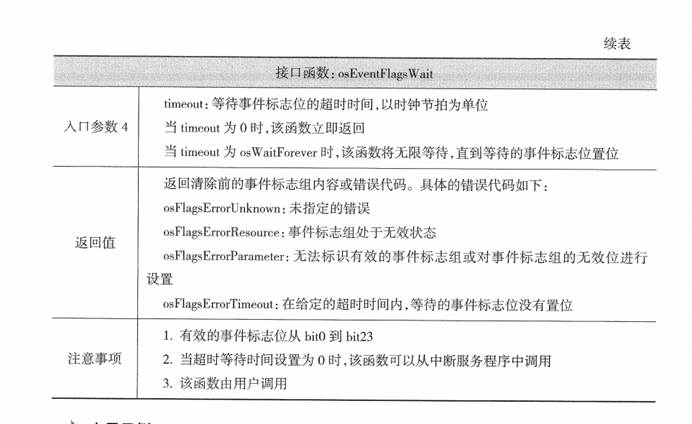 续表
接口函数：osEventFlagsWait
入口参数 4
timeout：等待事件标志位的超时时间，以时钟节拍为单位
当 timeout 为 0 时，该函数立即返回
当 timeout 为 osWaitForever 时，该函数将无限等待，直到等待的事件标志位置位
返回值
返回清除前的事件标志组内容或错误代码。具体的错误代码如下：
osFlagsErrorUnknown：未指定的错误
osFlagsErrorResource：事件标志组处于无效状态
osFlagsErrorParameter：无法标识有效的事件标志组或对事件标志组的无效位进行
设置
osFlagsErrorTimeout：在给定的超时时间内，等待的事件标志位没有置位
注意事项
1. 有效的事件标志位从 bit0 到 bit23
2. 当超时等待时间设置为 0 时，该函数可以从中断服务程序中调用
3. 该函数由用户调用